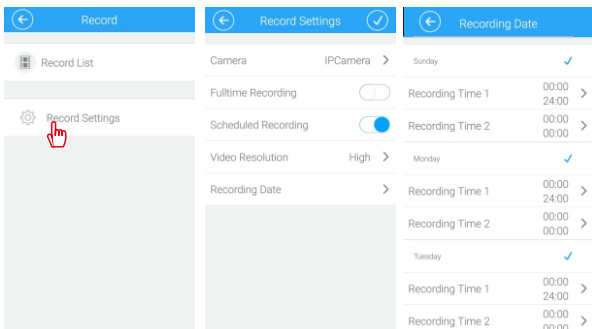 Record
Record List
Record Settings
Record Settings
Camera IPCamera
Fulltime Recording
Scheduled Recording
Video Resolution High
Recording Date
Recording Date
Sunday
Recording Time 1 00:00
24:00
Recording Time 2 00:00
00:00
Monday
Recording Time 1 00:00
24:00
Recording Time 2 00:00
00:00
Tuesday
Recording Time 1 00:00
24:00
Recording Time 2 00:00
00:00